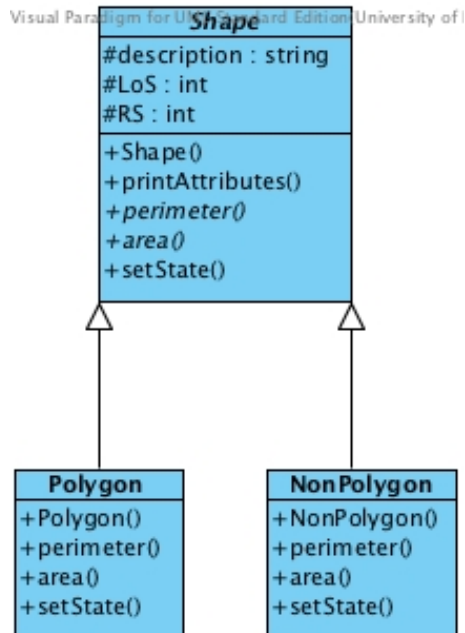 Visual Paradigm for UML Standard Edition(University of
Shape
#description : string
#LoS : int
#RS : int
+Shape()
+printAttributes()
+perimeter()
+area()
+setState()
Polygon
+Polygon()
+perimeter()
+area()
+setState()
NonPolygon
+NonPolygon()
+perimeter()
+area()
+setState()